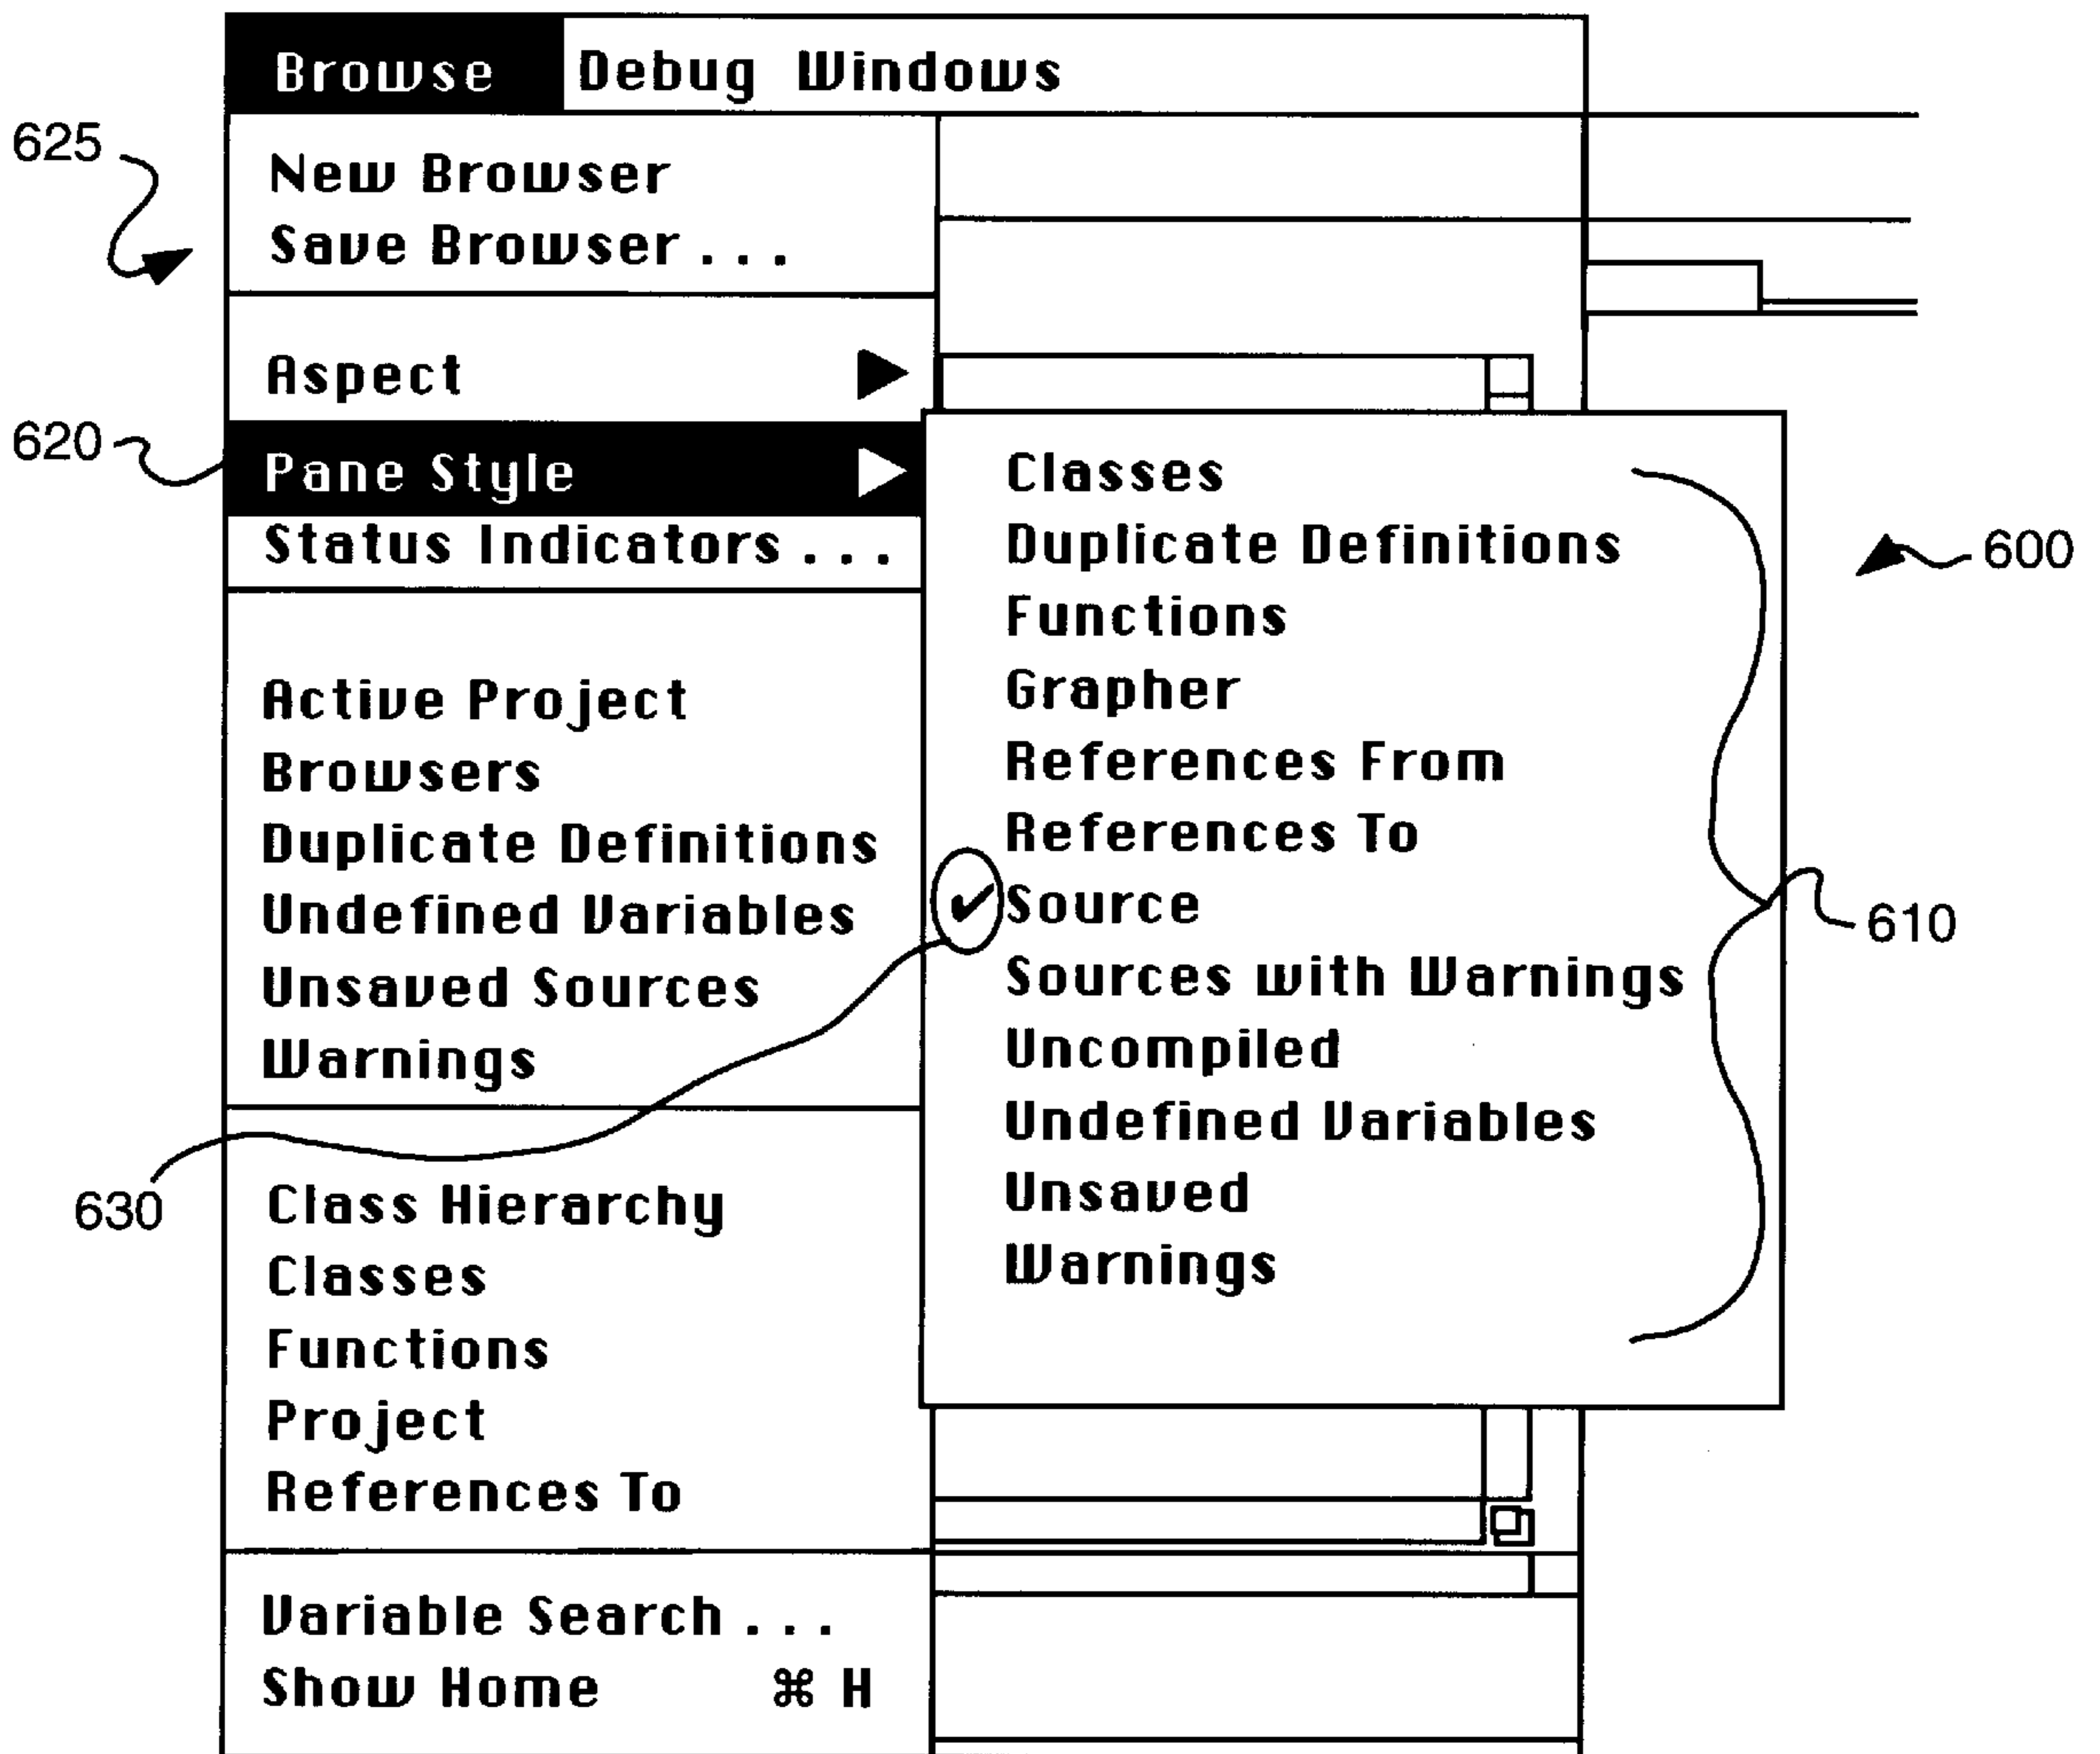 Browse Debug Windows
625
New Browser
Save Browser . . .
Aspect
620
Pane Style
Status Indicators . . .
Active Project
Browsers
Duplicate Definitions
Undefined Variables
Unsaved Sources
Warnings
630
Class Hierarchy
Classes
Functions
Project
References To
Variable Search . . .
Show Home ⌘ H
Classes
Duplicate Definitions
Functions
Grapher
References From
References To
✓Source
Sources with Warnings
Uncompiled
Undefined Variables
Unsaved
Warnings
600
610